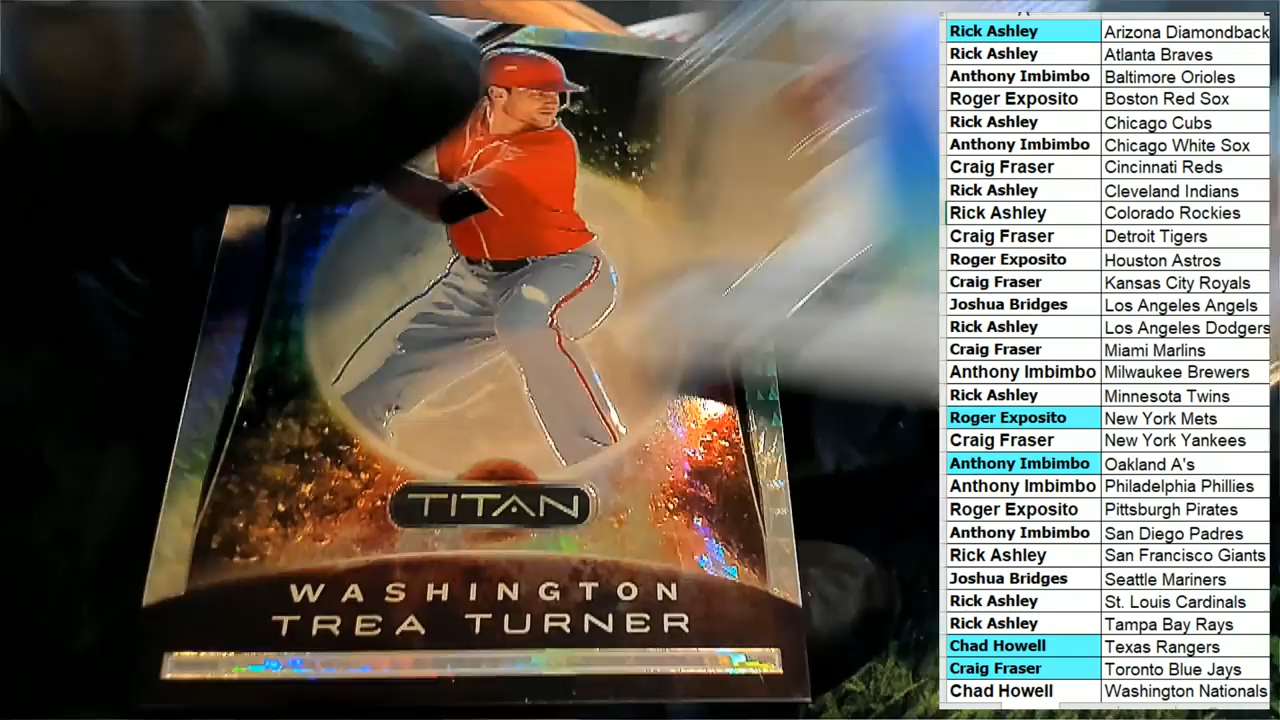 TITAN
WASHINGTON
TREA TURNER
Rick Ashley Arizona Diamondback
Rick Ashley Atlanta Braves
Anthony Imbimbo Baltimore Orioles
Roger Exposito Boston Red Sox
Rick Ashley Chicago Cubs
Anthony Imbimbo Chicago White Sox
Craig Fraser Cincinnati Reds
Rick Ashley Cleveland Indians
Rick Ashley Colorado Rockies
Craig Fraser Detroit Tigers
Roger Exposito Houston Astros
Craig Fraser Kansas City Royals
Joshua Bridges Los Angeles Angels
Rick Ashley Los Angeles Dodgers
Craig Fraser Miami Marlins
Anthony Imbimbo Milwaukee Brewers
Rick Ashley Minnesota Twins
Roger Exposito New York Mets
Craig Fraser New York Yankees
Anthony Imbimbo Oakland A's
Anthony Imbimbo Philadelphia Phillies
Roger Exposito Pittsburgh Pirates
Anthony Imbimbo San Diego Padres
Rick Ashley San Francisco Giants
Joshua Bridges Seattle Mariners
Rick Ashley St. Louis Cardinals
Rick Ashley Tampa Bay Rays
Chad Howell Texas Rangers
Craig Fraser Toronto Blue Jays
Chad Howell Washington Nationals